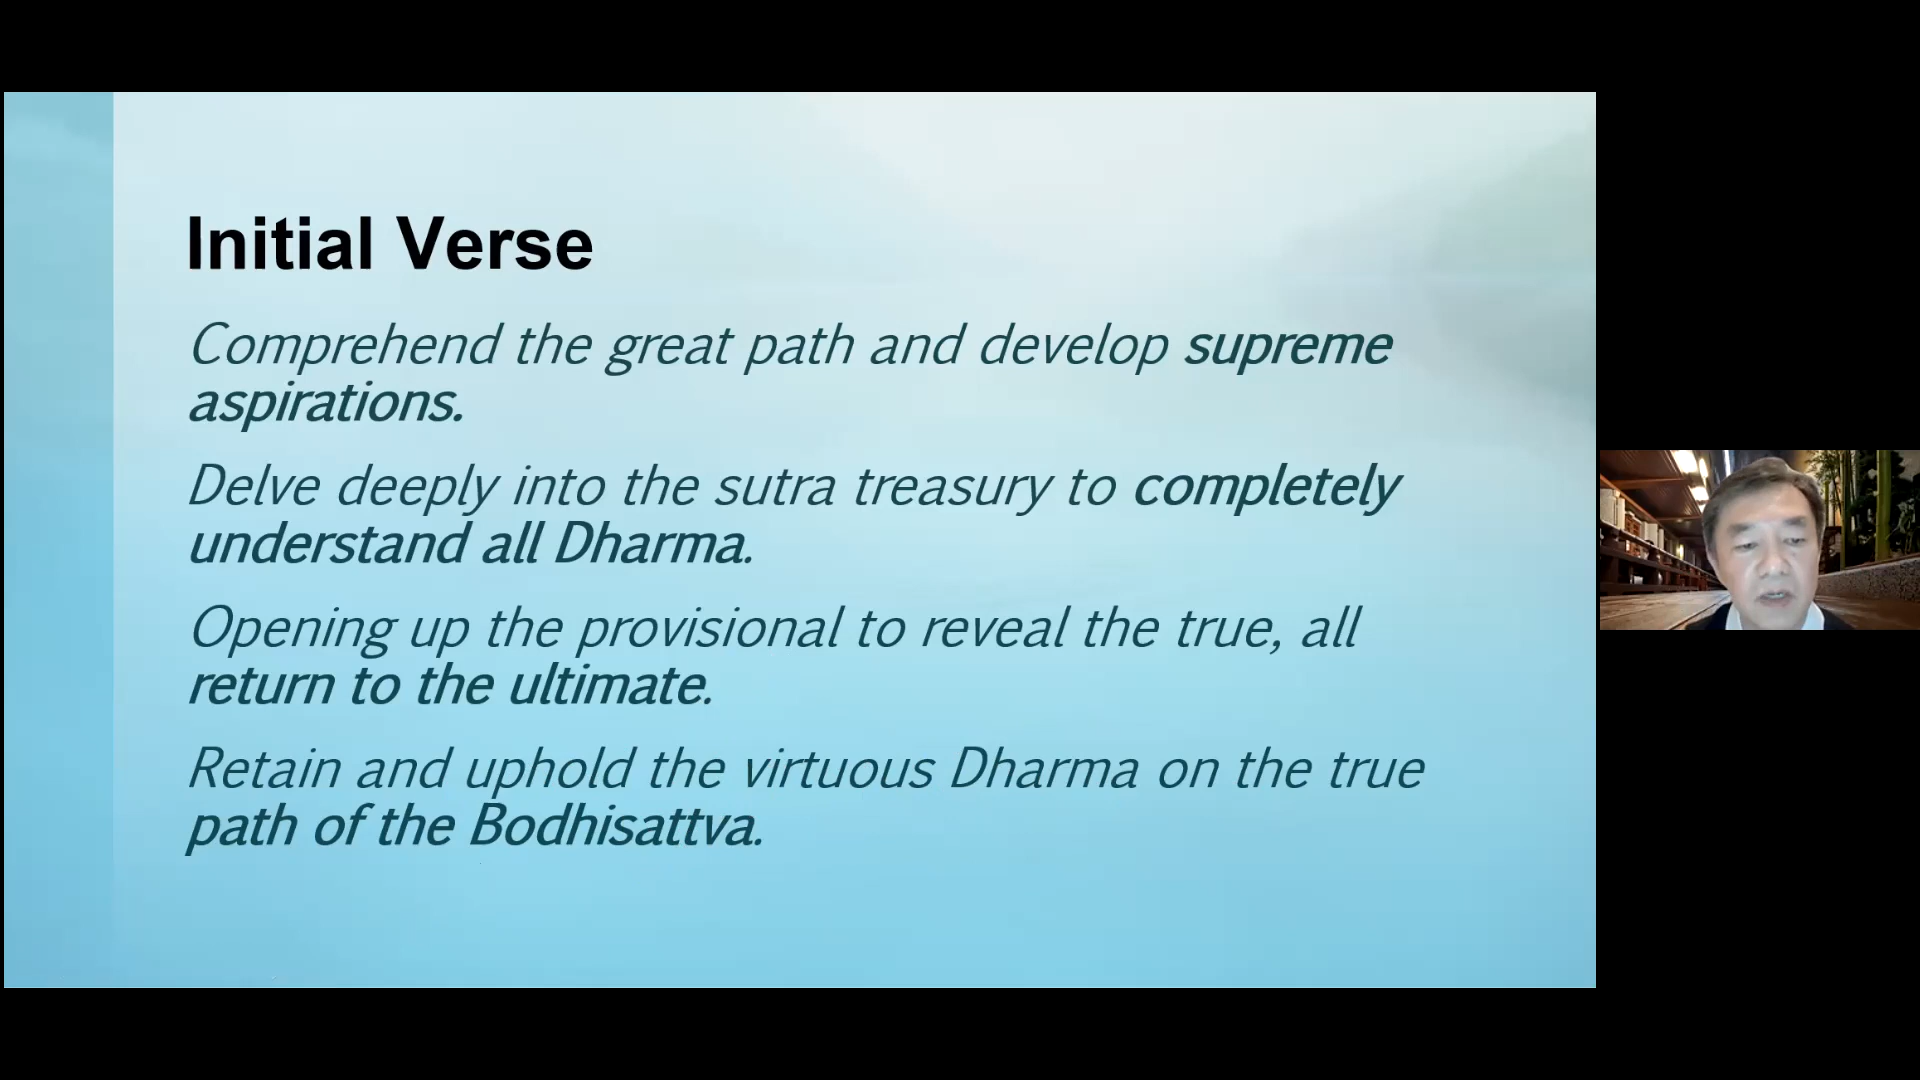 Initial Verse
Comprehend the great path and develop supreme
aspirations.
Delve deeply into the sutra treasury to completely
understand all Dharma.
Opening up the provisional to reveal the true, all
return to the ultimate.
Retain and uphold the virtuous Dharma on the true
path of the Bodhisattva.